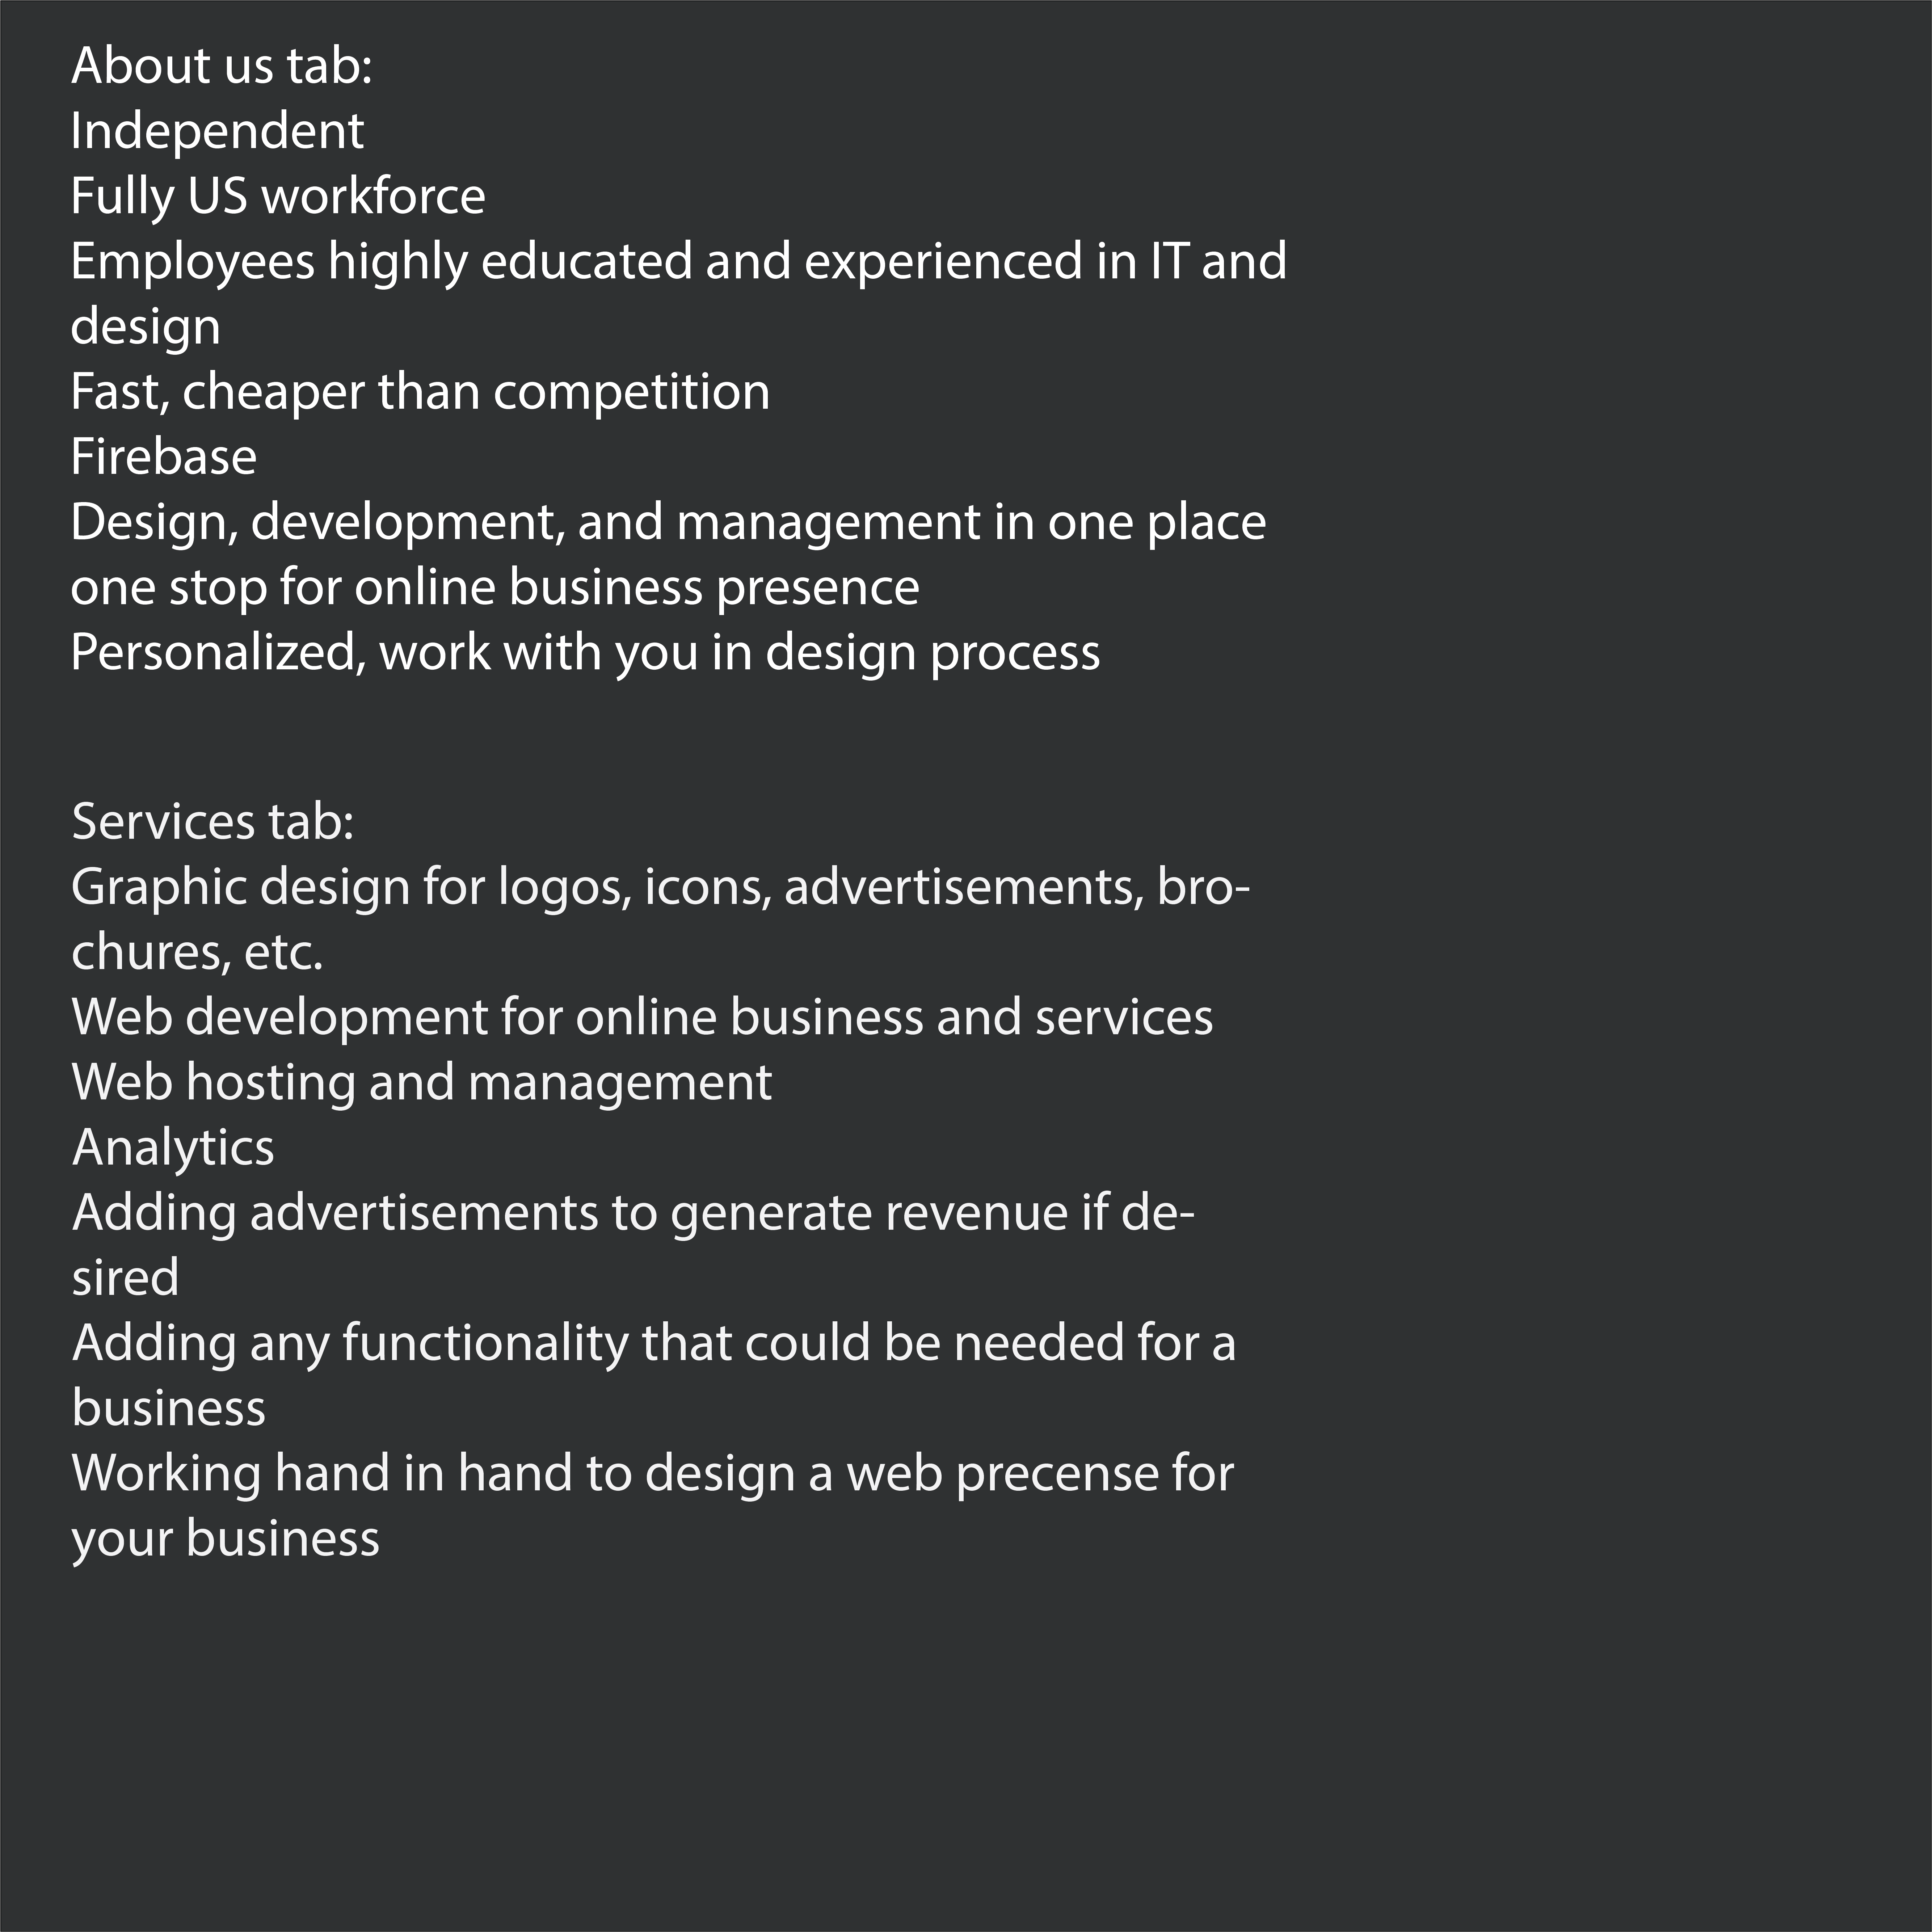 About us tab:
Independent
Fully US workforce
Employees highly educated and experienced in IT and
design
Fast, cheaper than competition
Firebase
Design, development, and management in one place
one stop for online business presence
Personalized, work with you in design process
Services tab:
Graphic design for logos, icons, advertisements, bro-
chures, etc.
Web development for online business and services
Web hosting and management
Analytics
Adding advertisements to generate revenue if de-
sired
Adding any functionality that could be needed for a
business
Working hand in hand to design a web precense for
your business